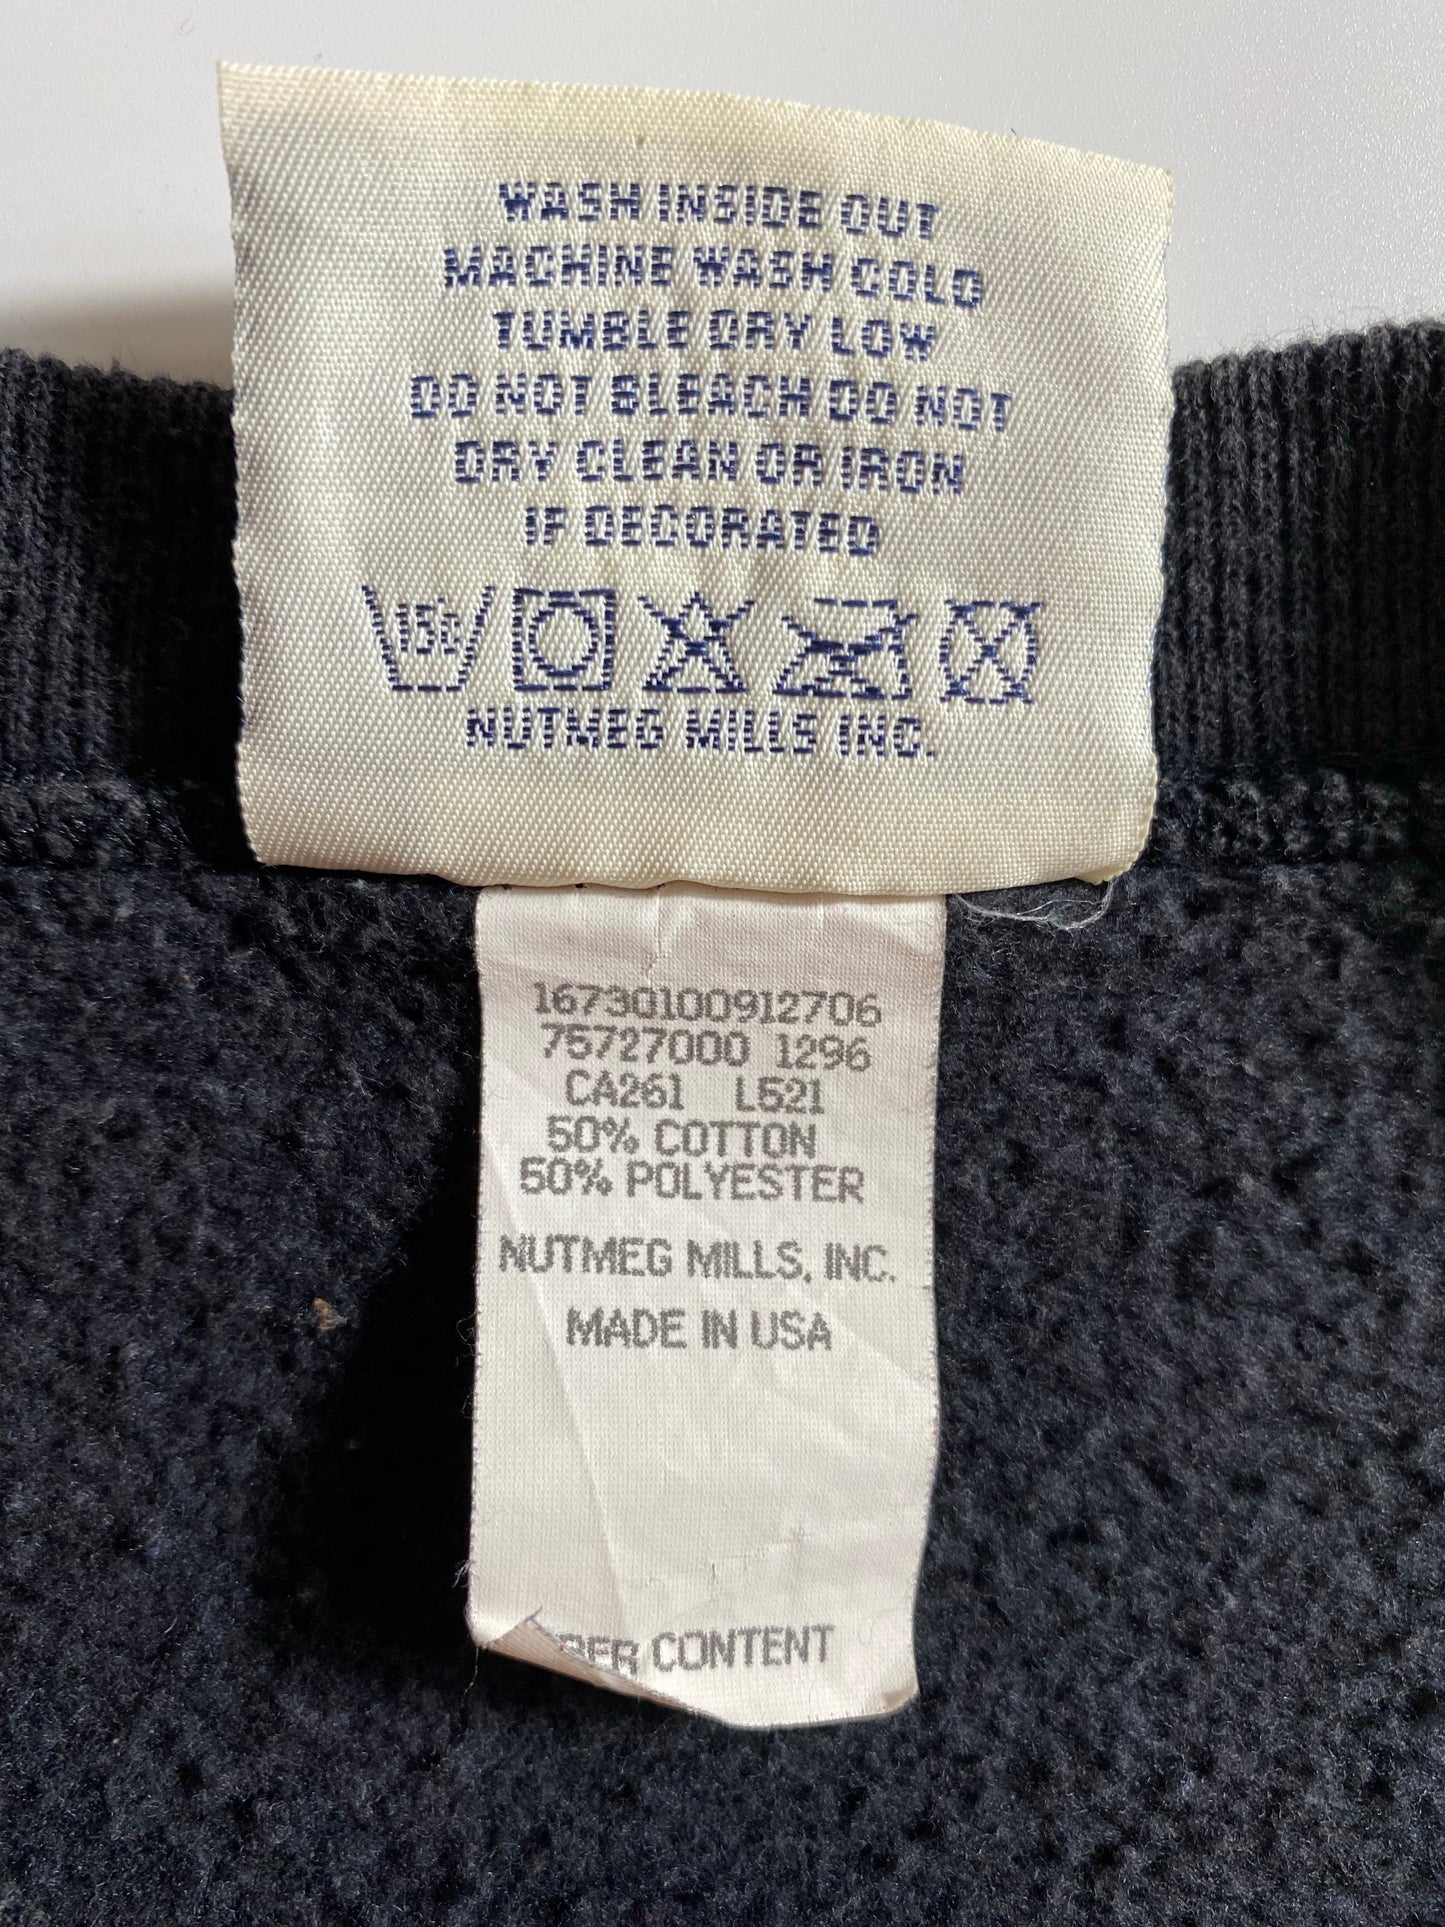 WASH INSIDE OUT
MACHINE WASH COLD
TUMBLE DRY LOW
DO NOT BLEACH DO NOT
DRY CLEAN OR IRON
IF DECORATED
150
NUTMEG MILLS INC.
16730100912706
75727000 1296
CA261 L521
50% COTTON
50% POLYESTER
NUTMEG MILLS, INC.
MADE IN USA
CONTENT